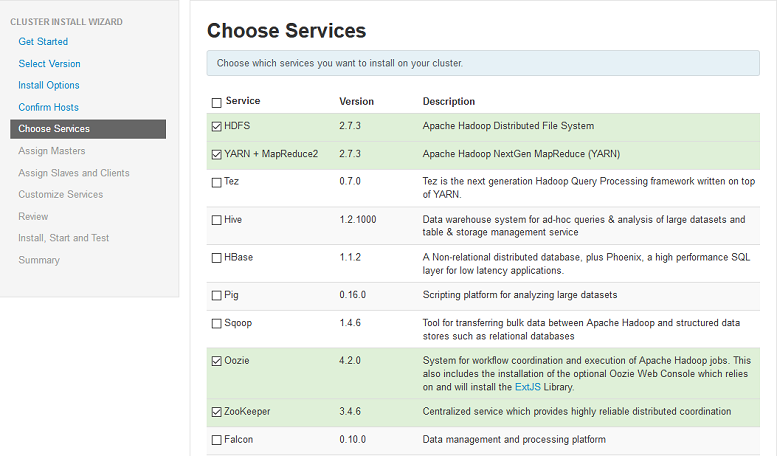 CLUSTER INSTALL WIZARD
Get Started
Select Version
Install Options
Confirm Hosts
Choose Services
Assign Masters
Assign Slaves and Clients
Customize Services
Review
Install, Start and Test
Summary
Choose Services
Choose which services you want to install on your cluster.
Service Version Description
HDFS 2.7.3 Apache Hadoop Distributed File System
YARN + MapReduce2 2.7.3 Apache Hadoop NextGen MapReduce (YARN)
Tez 0.7.0 Tez is the next generation Hadoop Query Processing framework written on top
of YARN.
Hive 1.2.1000 Data warehouse system for ad-hoc queries & analysis of large datasets and
table & storage management service
HBase 1.1.2 A Non-relational distributed database, plus Phoenix, a high performance SQL
layer for low latency applications.
Pig 0.16.0 Scripting platform for analyzing large datasets
Sqoop 1.4.6 Tool for transferring bulk data between Apache Hadoop and structured data
stores such as relational databases
Oozie 4.2.0 System for workflow coordination and execution of Apache Hadoop jobs. This
also includes the installation of the optional Oozie Web Console which relies
on and will install the ExtJS Library.
ZooKeeper 3.4.6 Centralized service which provides highly reliable distributed coordination
Falcon 0.10.0 Data management and processing platform